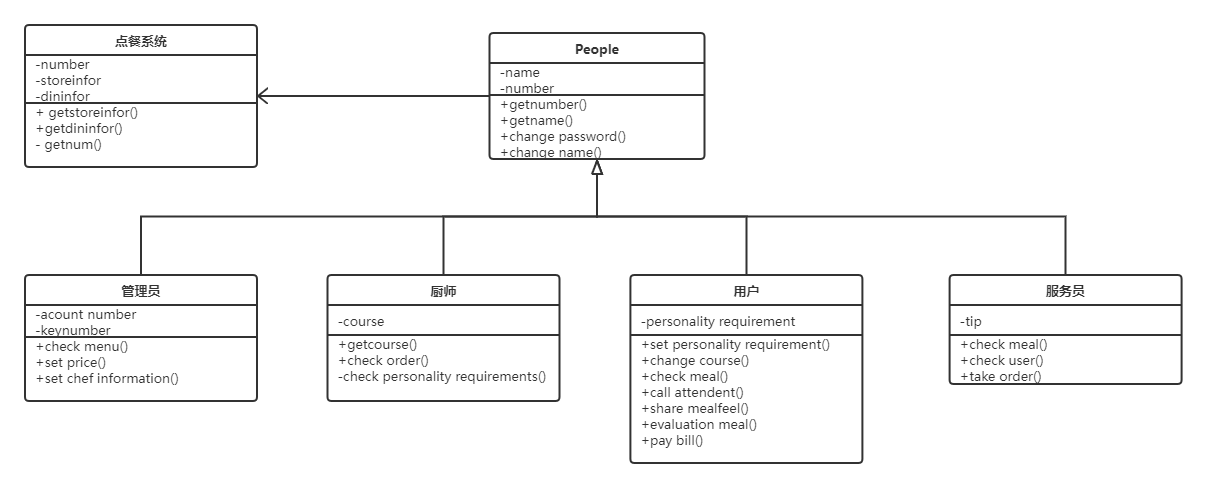 点餐系统
-number
-storeinfor
-dininfor
+ getstoreinfor()
+getdininfor()
- getnum()
People
-name
-number
+getnumber()
+getname()
+change password()
+change name()
管理员
-acount number
-keynumber
+check menu()
+set price()
+set chef information()
厨师
-course
+getcourse()
+check order()
-check personality requirements()
用户
-personality requirement
+set personality requirement()
+change course()
+check meal()
+call attendent()
+share mealfeel()
+evaluation meal()
+pay bill()
服务员
-tip
+check meal()
+check user()
+take order()